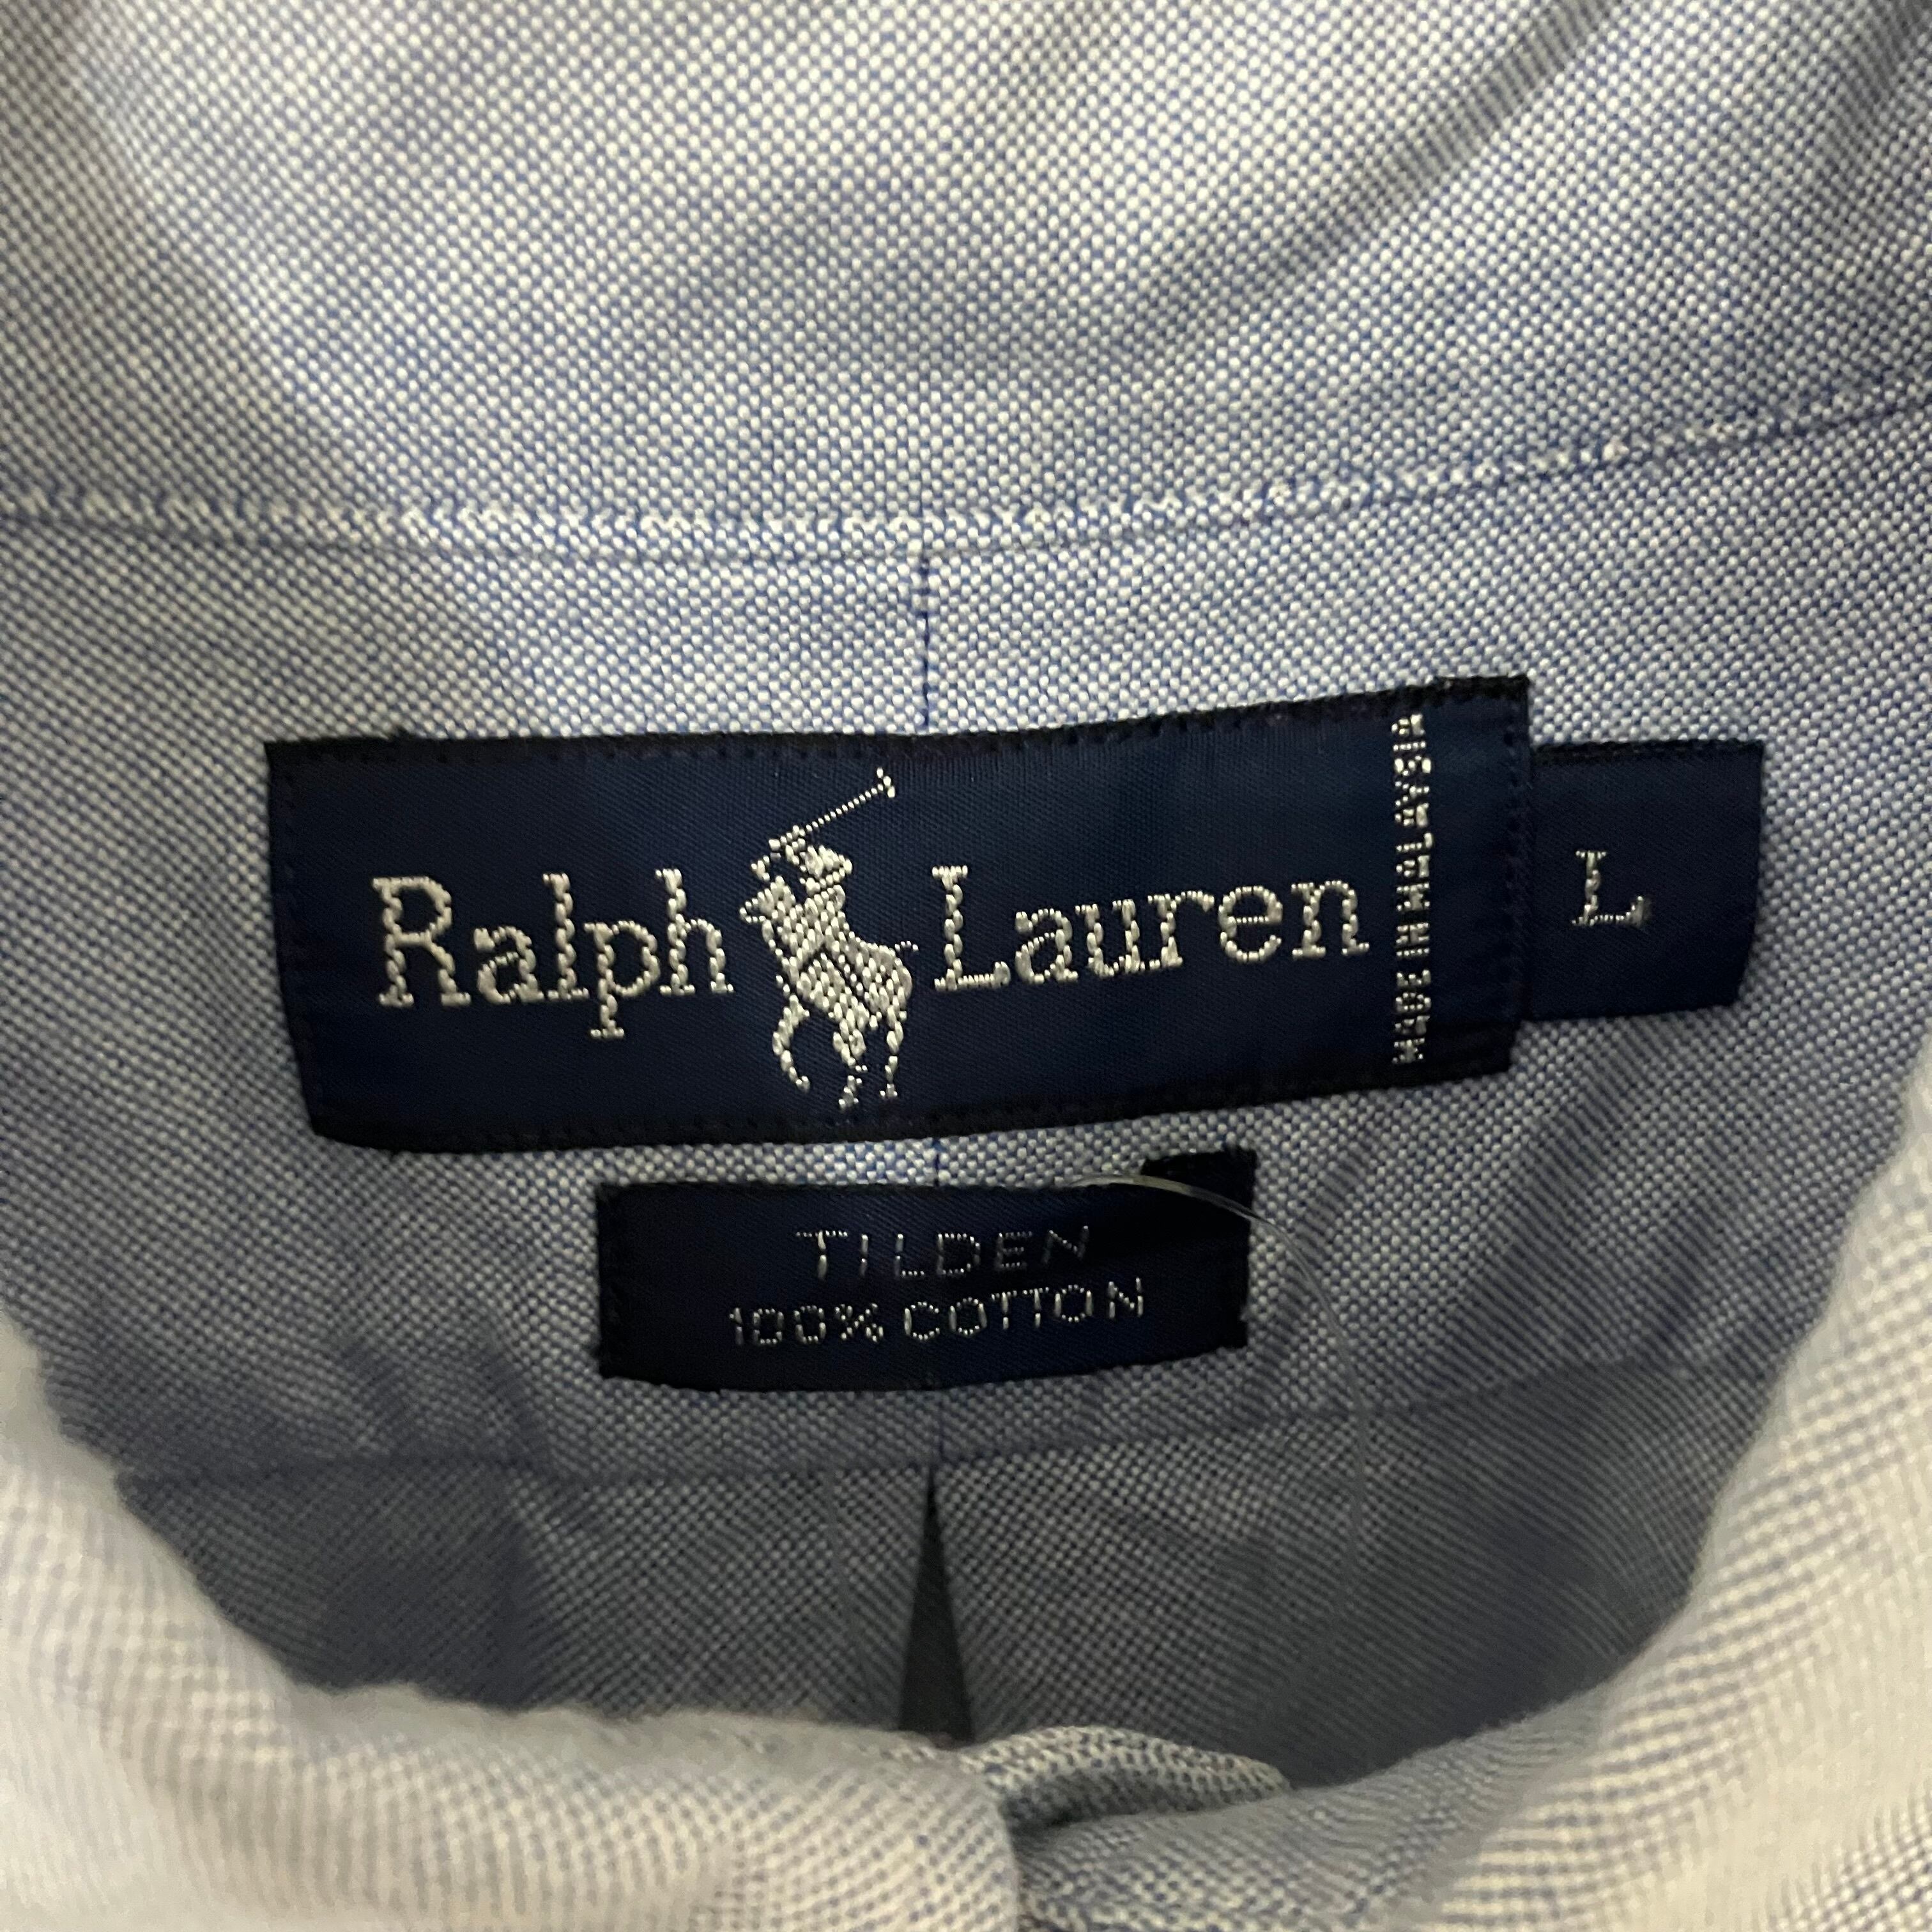 Ralph Lauren
MADE IN MALAYSIA
L
TILDEN
100% COTTON